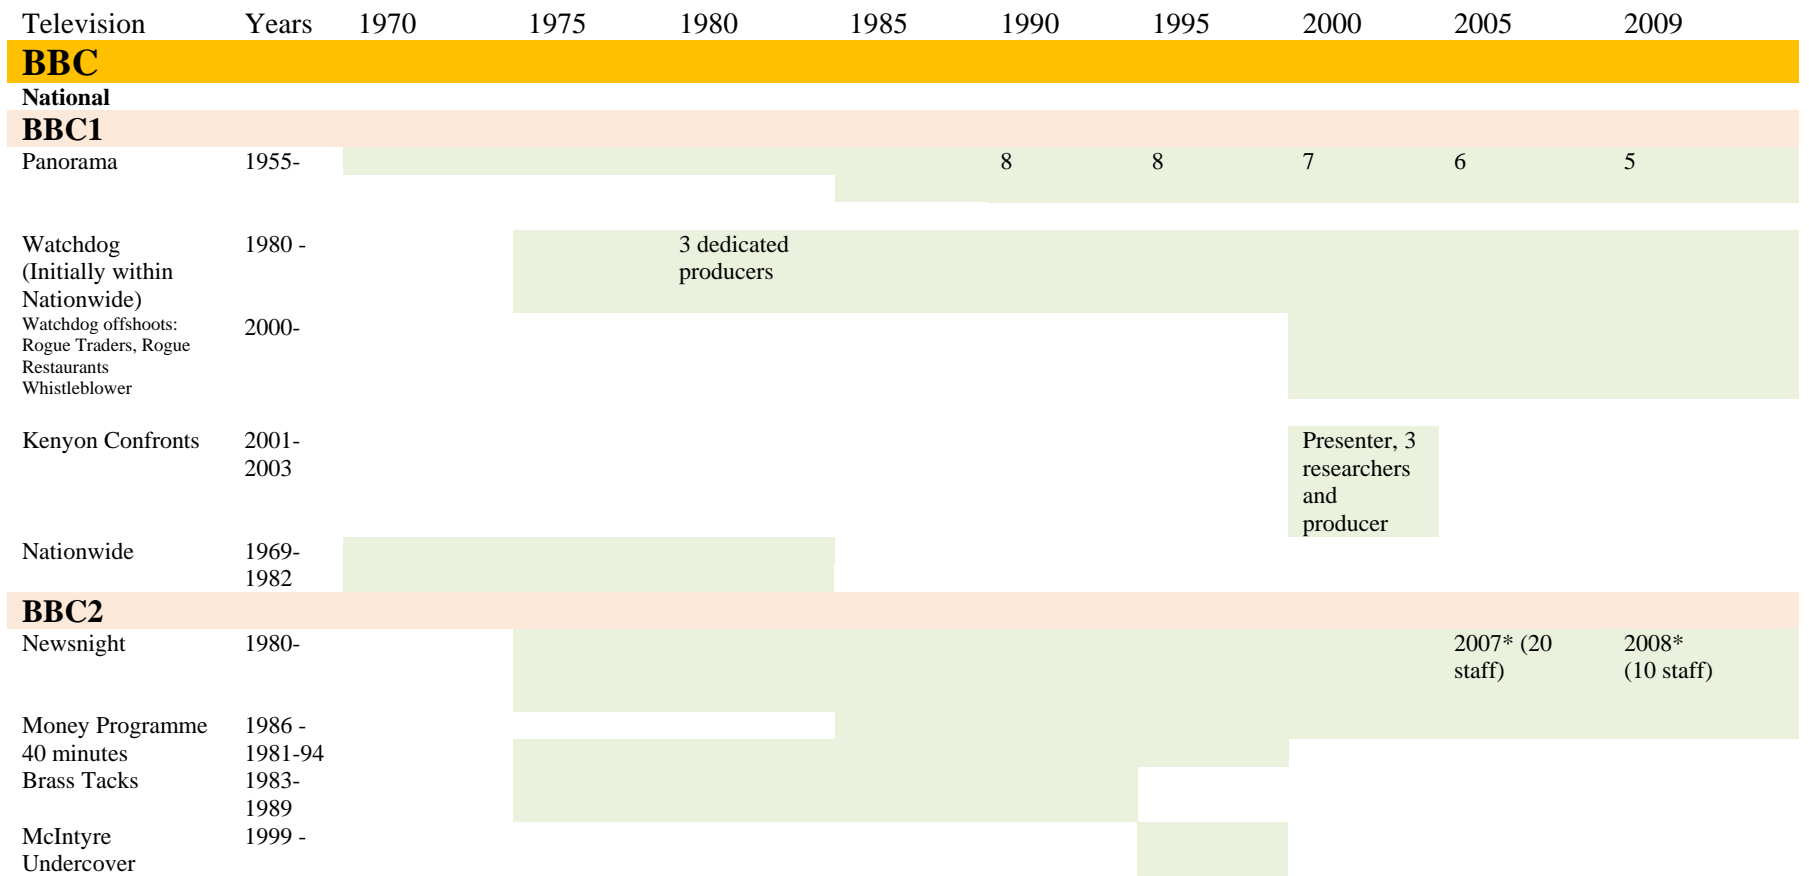 Television Years 1970 1975 1980 1985 1990 1995 2000 2005 2009
BBC
National
BBC1
Panorama 1955- 8 8 7 6 5
Watchdog 1980 - 3 dedicated
(Initially within producers
Nationwide)
Watchdog offshoots: 2000-
Rogue Traders, Rogue
Restaurants
Whistleblower
Kenyon Confronts 2001- Presenter, 3
2003 researchers
and
producer
Nationwide 1969-
1982
BBC2
Newsnight 1980- 2007* (20 2008*
staff) (10 staff)
Money Programme 1986 -
40 minutes 1981-94
Brass Tacks 1983-
1989
McIntyre 1999 -
Undercover